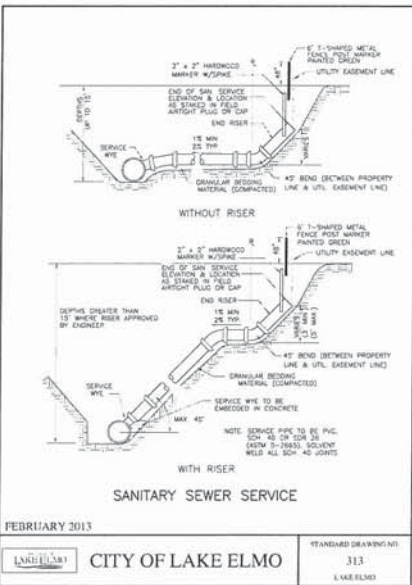 6' T-SHAPED METAL
FENCE POST MARKER
PAINTED GREEN
2" x 2" HARDWOOD
MARKER W/SPIKE
48"
UTILITY EASEMENT LINE
END OF SAN SERVICE
ELEVATION & LOCATION
AS STAKED IN FIELD
AIRTIGHT PLUG OR CAP
END RISER
DEPTHS
UP TO 15'
SERVICE
WYE
1% MIN
2% TYP
VARIES
GRANULAR BEDDING
MATERIAL (COMPACTED)
45° BEND (BETWEEN PROPERTY
LINE & UTIL EASEMENT LINE)
WITHOUT RISER
6' T-SHAPED METAL
FENCE POST MARKER
PAINTED GREEN
2" x 2" HARDWOOD
MARKER W/SPIKE
48"
UTILITY EASEMENT LINE
END OF SAN SERVICE
ELEVATION & LOCATION
AS STAKED IN FIELD
AIRTIGHT PLUG OR CAP
END RISER
DEPTHS GREATER THAN
15' WHERE RISER APPROVED
BY ENGINEER
1% MIN
2% TYP
VARIES
45° BEND (BETWEEN PROPERTY
LINE & UTIL EASEMENT LINE)
GRANULAR BEDDING
MATERIAL (COMPACTED)
SERVICE
WYE
SERVICE WYE TO BE
EMBEDDED IN CONCRETE
MAX 45°
NOTE: SERVICE PIPE TO BE PVC,
SCH 40 OR SDR 26
(ASTM D-2665), SOLVENT
WELD ALL SCH 40 JOINTS
WITH RISER
SANITARY SEWER SERVICE
FEBRUARY 2013
LAKE ELMO
CITY OF LAKE ELMO
STANDARD DRAWING NO.
313
LAKE ELMO